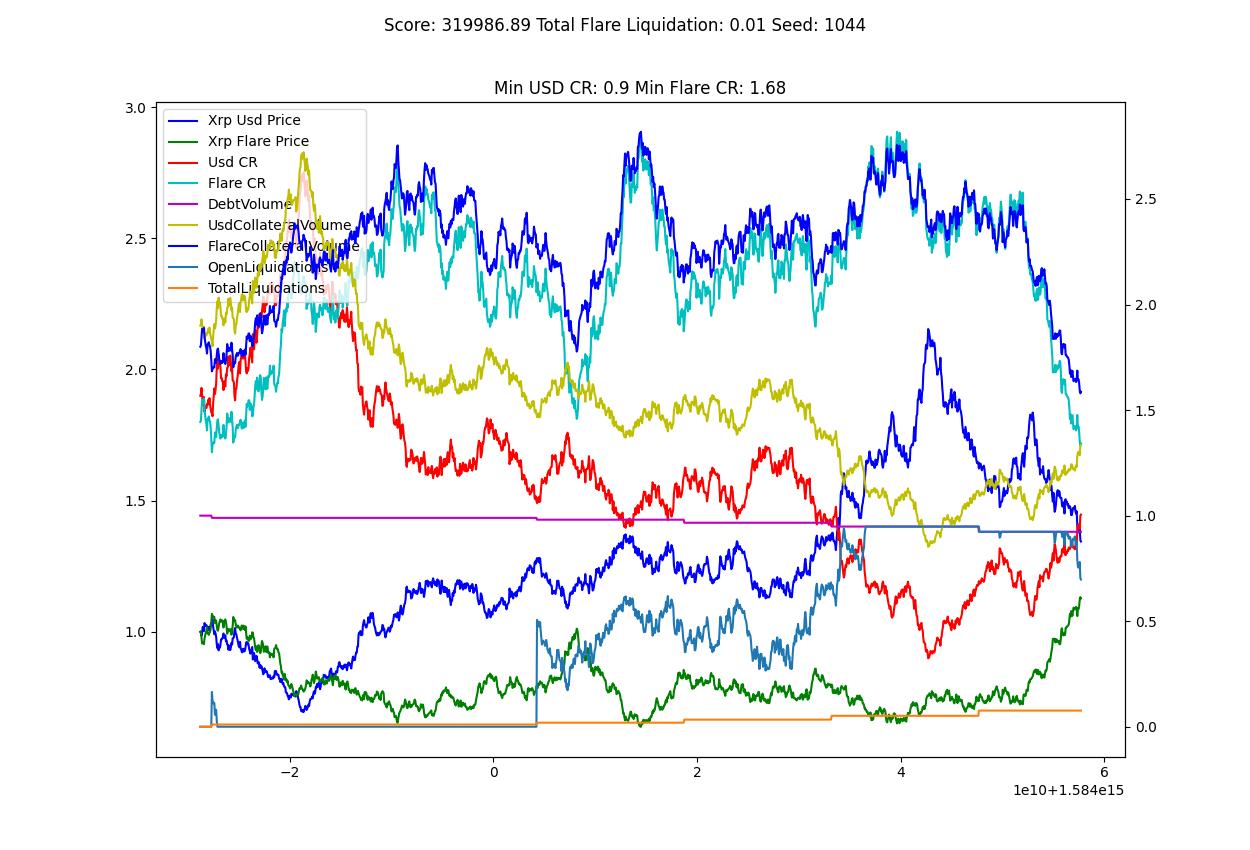 Score: 319986.89 Total Flare Liquidation: 0.01 Seed: 1044
Min USD CR: 0.9 Min Flare CR: 1.68
3.0
2.5
2.0
1.5
1.0
Xrp Usd Price
Xrp Flare Price
Usd CR
Flare CR
DebtVolume
UsdCollateralVolume
FlareCollateralVolume
OpenLiquidations
TotalLiquidations
2.5
2.0
1.5
1.0
0.5
0.0
−2
0
2
4
6
1e10+1.584e15